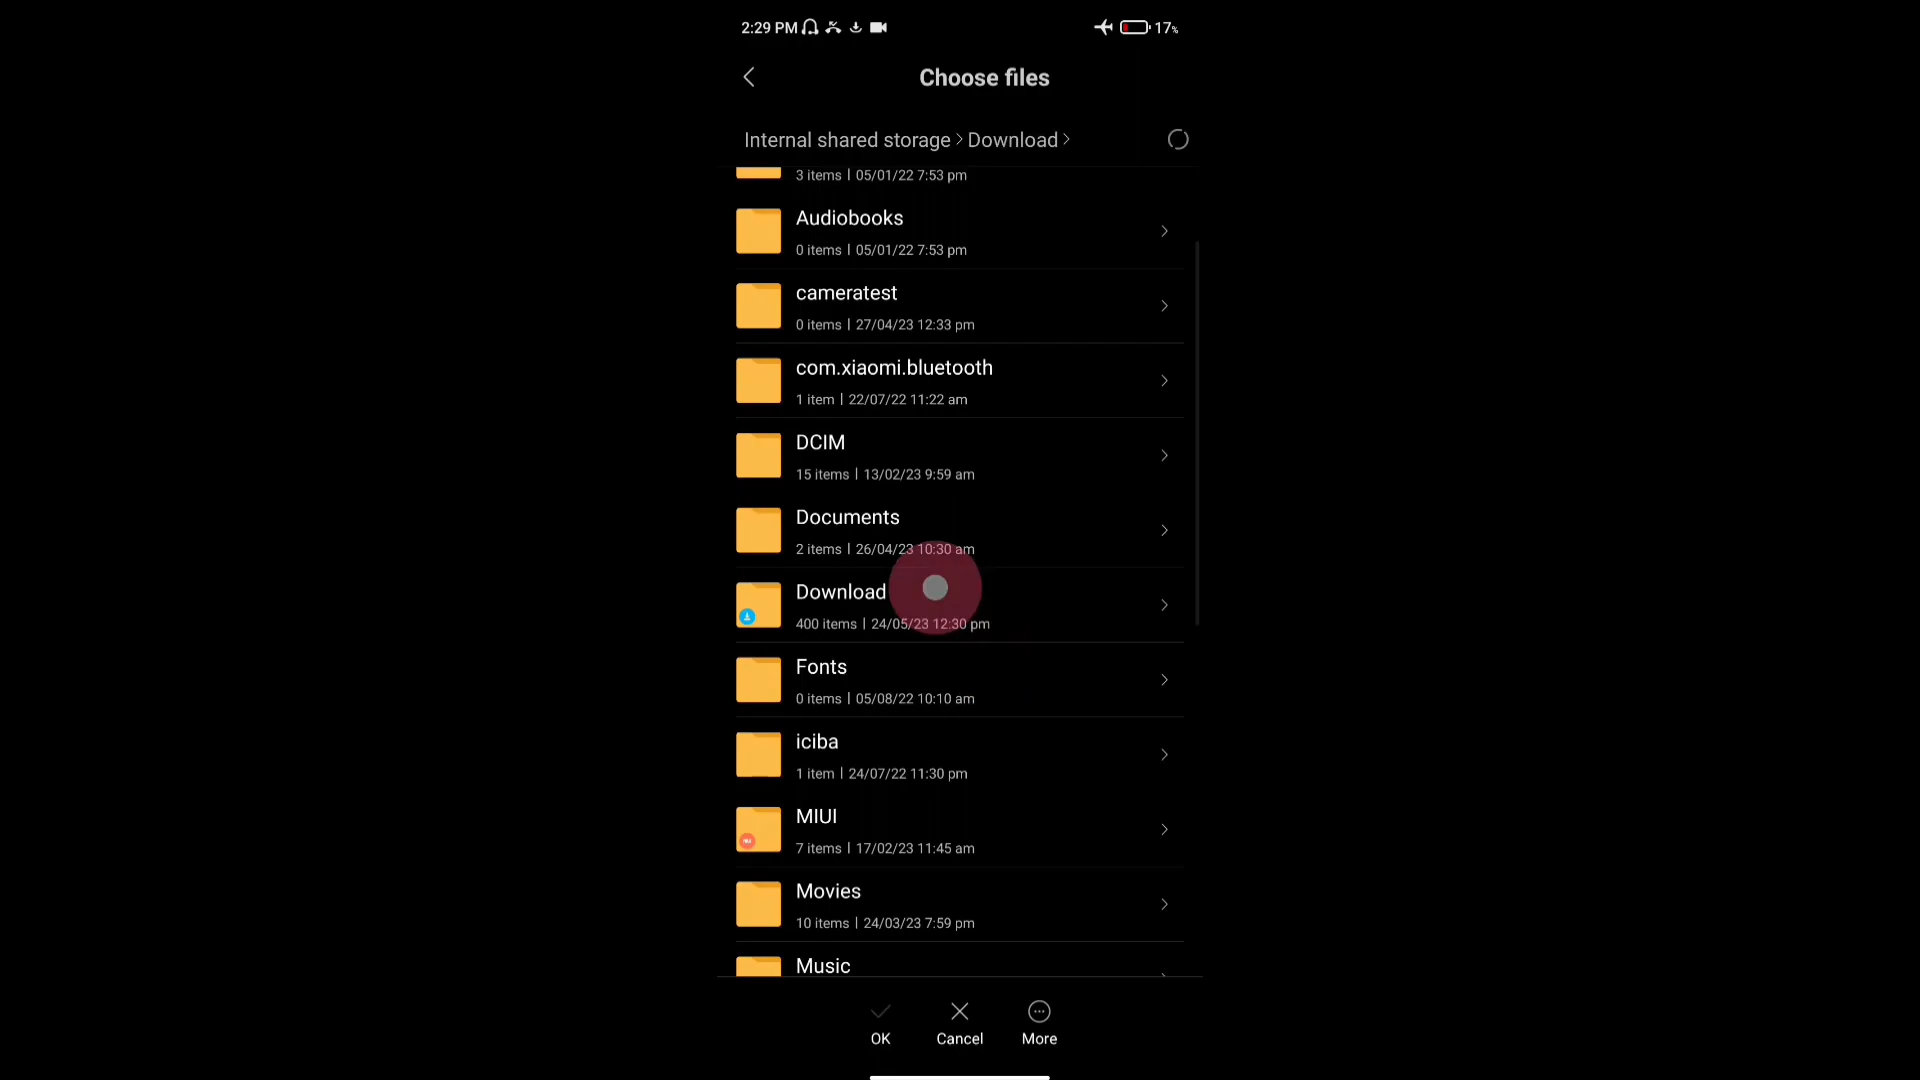 2:29 PM 17%
Choose files
Internal shared storage > Download >
3 items | 05/01/22 7:53 pm
Audiobooks
0 items | 05/01/22 7:53 pm
cameratest
0 items | 27/04/23 12:33 pm
com.xiaomi.bluetooth
1 item | 22/07/22 11:22 am
DCIM
15 items | 13/02/23 9:59 am
Documents
2 items | 26/04/23 10:30 am
Download
400 items | 24/05/23 12:30 pm
Fonts
0 items | 05/08/22 10:10 am
iciba
1 item | 24/07/22 11:30 pm
MIUI
7 items | 17/02/23 11:45 am
Movies
10 items | 24/03/23 7:59 pm
Music
OK Cancel More